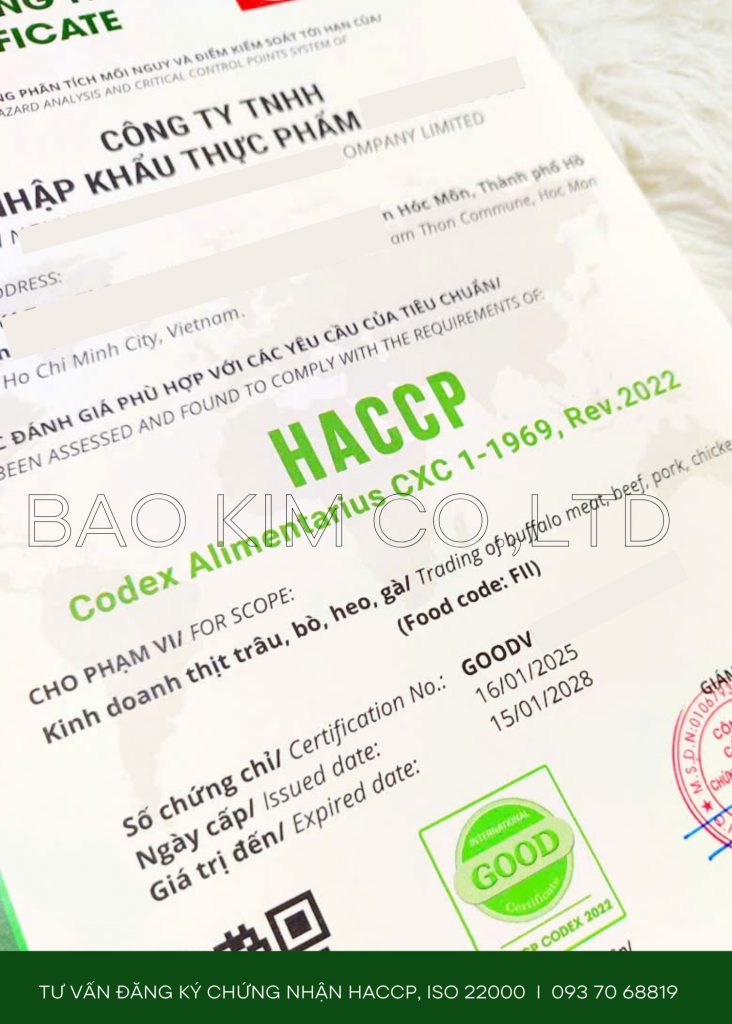 IFICATE
NG PHÂN TÍCH MỐI NGUY VÀ ĐIỂM KIỂM SOÁT TỚI HẠN CỦA/
AZARD ANALYSIS AND CRITICAL CONTROL POINTS SYSTEM OF
CÔNG TY TNHH
NHẬP KHẨU THỰC PHẨM
OMPANY LIMITED
n Hóc Môn, Thành phố Hồ
am Thon Commune, Hoc Mon
DRESS:
Ho Chi Minh City, Vietnam.
C ĐÁNH GIÁ PHÙ HỢP VỚI CÁC YÊU CẦU CỦA TIÊU CHUẨN/
BEEN ASSESSED AND FOUND TO COMPLY WITH THE REQUIREMENTS OF:
HACCP
Codex Alimentarius CXC 1-1969, Rev.2022
BAO KIM CO.,LTD
CHO PHẠM VI/ FOR SCOPE:
Kinh doanh thịt trâu, bò, heo, gà/ Trading of buffalo meat, beef, pork, chicke
(Food code: FII)
Số chứng chỉ/ Certification No.: GOODV
Ngày cấp/ Issued date: 16/01/2025
Giá trị đến/ Expired date: 15/01/2028
GIÁM
M.S.D.N:010679
INTERNATIONAL
GOOD
Certificate
CP CODEX 2022
TƯ VẤN ĐĂNG KÝ CHỨNG NHẬN HACCP, ISO 22000 I 093 70 68819